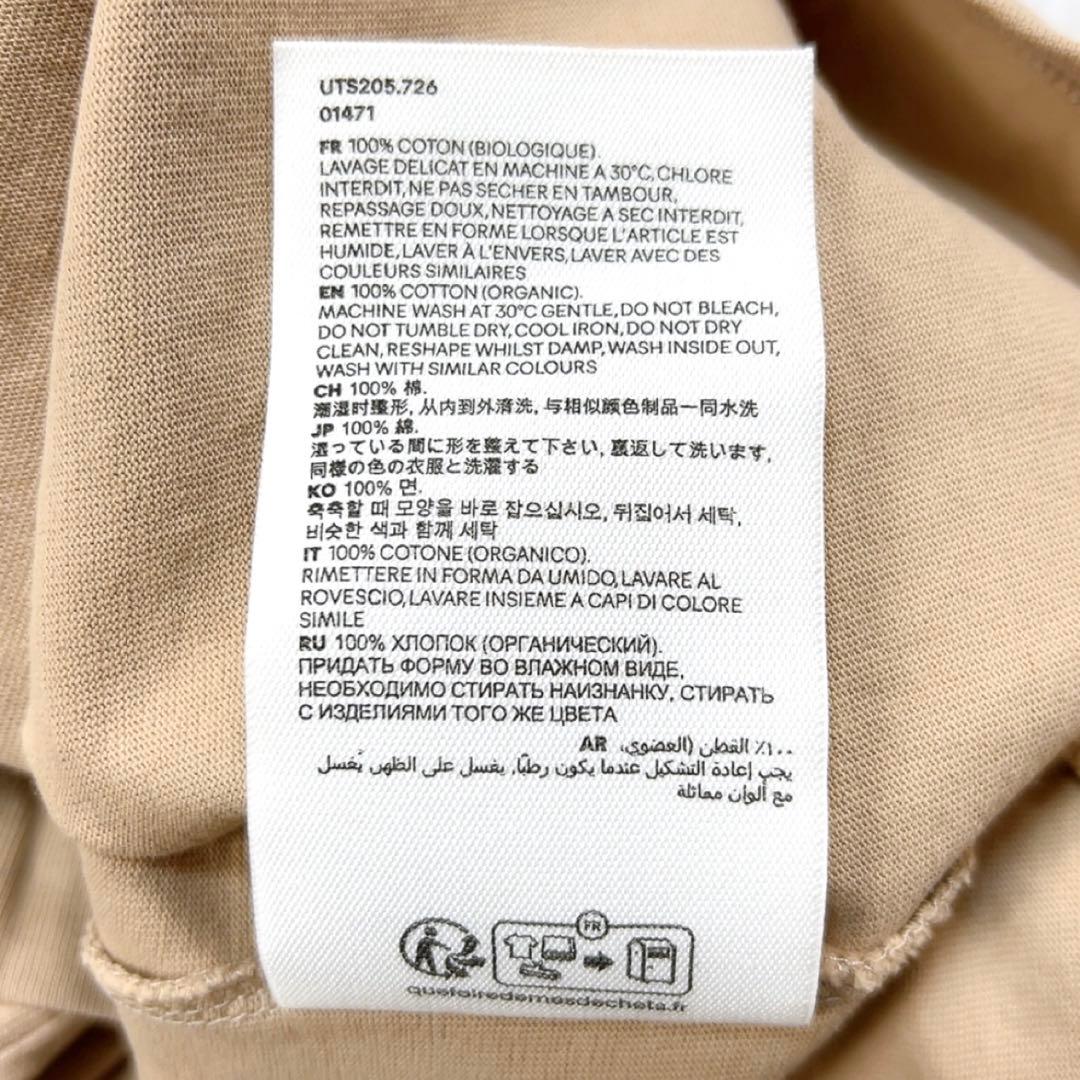 UTS205.726
01471
FR 100% COTON (BIOLOGIQUE).
LAVAGE DELICAT EN MACHINE A 30°C, CHLORE
INTERDIT, NE PAS SECHER EN TAMBOUR,
REPASSAGE DOUX, NETTOYAGE A SEC INTERDIT,
REMETTRE EN FORME LORSQUE L'ARTICLE EST
HUMIDE, LAVER À L'ENVERS, LAVER AVEC DES
COULEURS SIMILAIRES
EN 100% COTTON (ORGANIC).
MACHINE WASH AT 30°C GENTLE, DO NOT BLEACH,
DO NOT TUMBLE DRY, COOL IRON, DO NOT DRY
CLEAN, RESHAPE WHILST DAMP, WASH INSIDE OUT,
WASH WITH SIMILAR COLOURS
CH 100% 棉.
潮湿时整形, 从内到外清洗, 与相似颜色制品一同水洗
JP 100% 綿.
湿っている間に形を整えて下さい, 裏返して洗います,
同様の色の衣服と洗濯する
KO 100% 면.
축축할 때 모양을 바로 잡으십시오, 뒤집어서 세탁,
비슷한 색과 함께 세탁
IT 100% COTONE (ORGANICO).
RIMETTERE IN FORMA DA UMIDO, LAVARE AL
ROVESCIO, LAVARE INSIEME A CAPI DI COLORE
SIMILE
RU 100% ХЛОПОК (ОРГАНИЧЕСКИЙ).
ПРИДАТЬ ФОРМУ ВО ВЛАЖНОМ ВИДЕ,
НЕОБХОДИМО СТИРАТЬ НАИЗНАНКУ, СТИРАТЬ
С ИЗДЕЛИЯМИ ТОГО ЖЕ ЦВЕТА
١٠٠٪ القطن (العضوي، AR
يجب إعادة التشكيل عندما يكون رطبًا, يغسل على الظهر, يُغسل
مع ألوان مماثلة
FR
quefairedemesdechets.fr